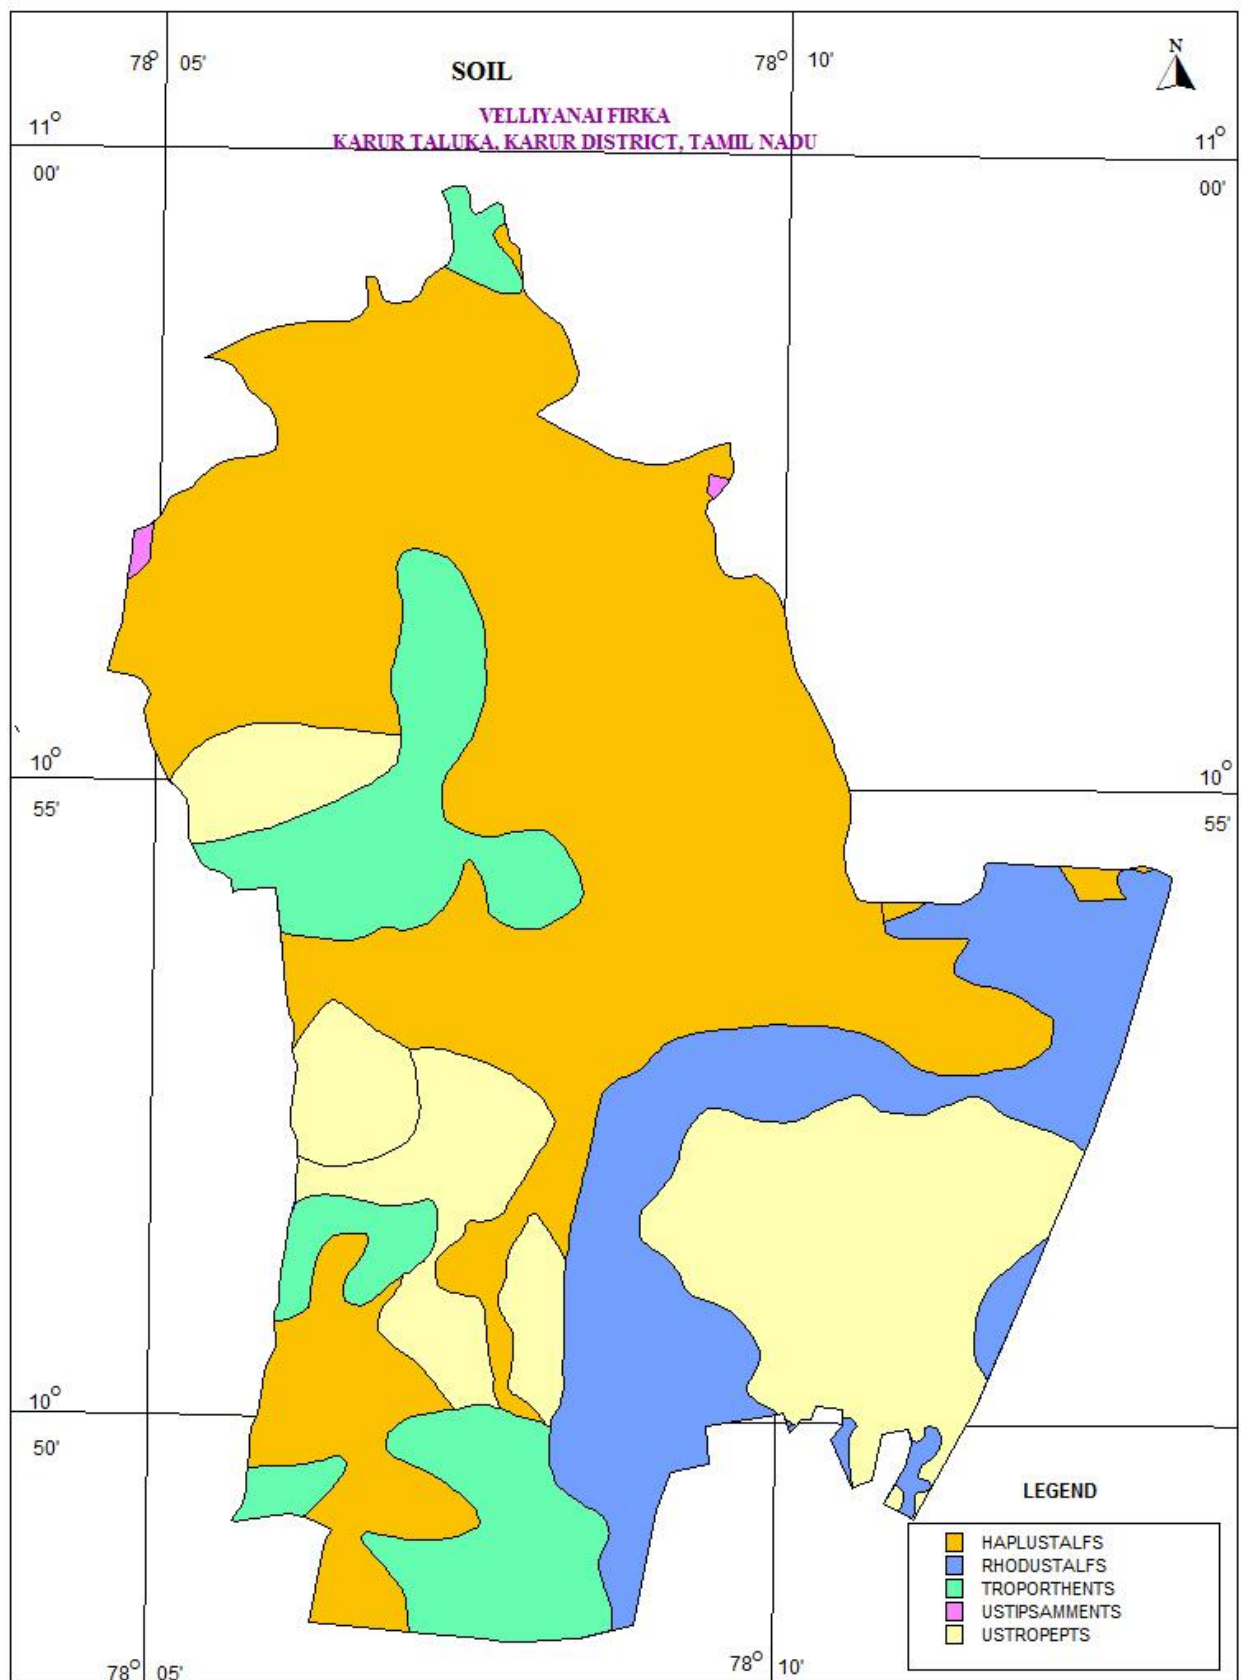 78° 05'
78° 10'
N
SOIL
VELLIYANAI FIRKA
KARUR TALUKA, KARUR DISTRICT, TAMIL NADU
11°
00'
11°
00'
10°
55'
10°
55'
10°
50'
LEGEND
HAPLUSTALFS
RHODUSTALFS
TROPORTHENTS
USTIPSAMMENTS
USTROPEPTS
78° 05'
78° 10'